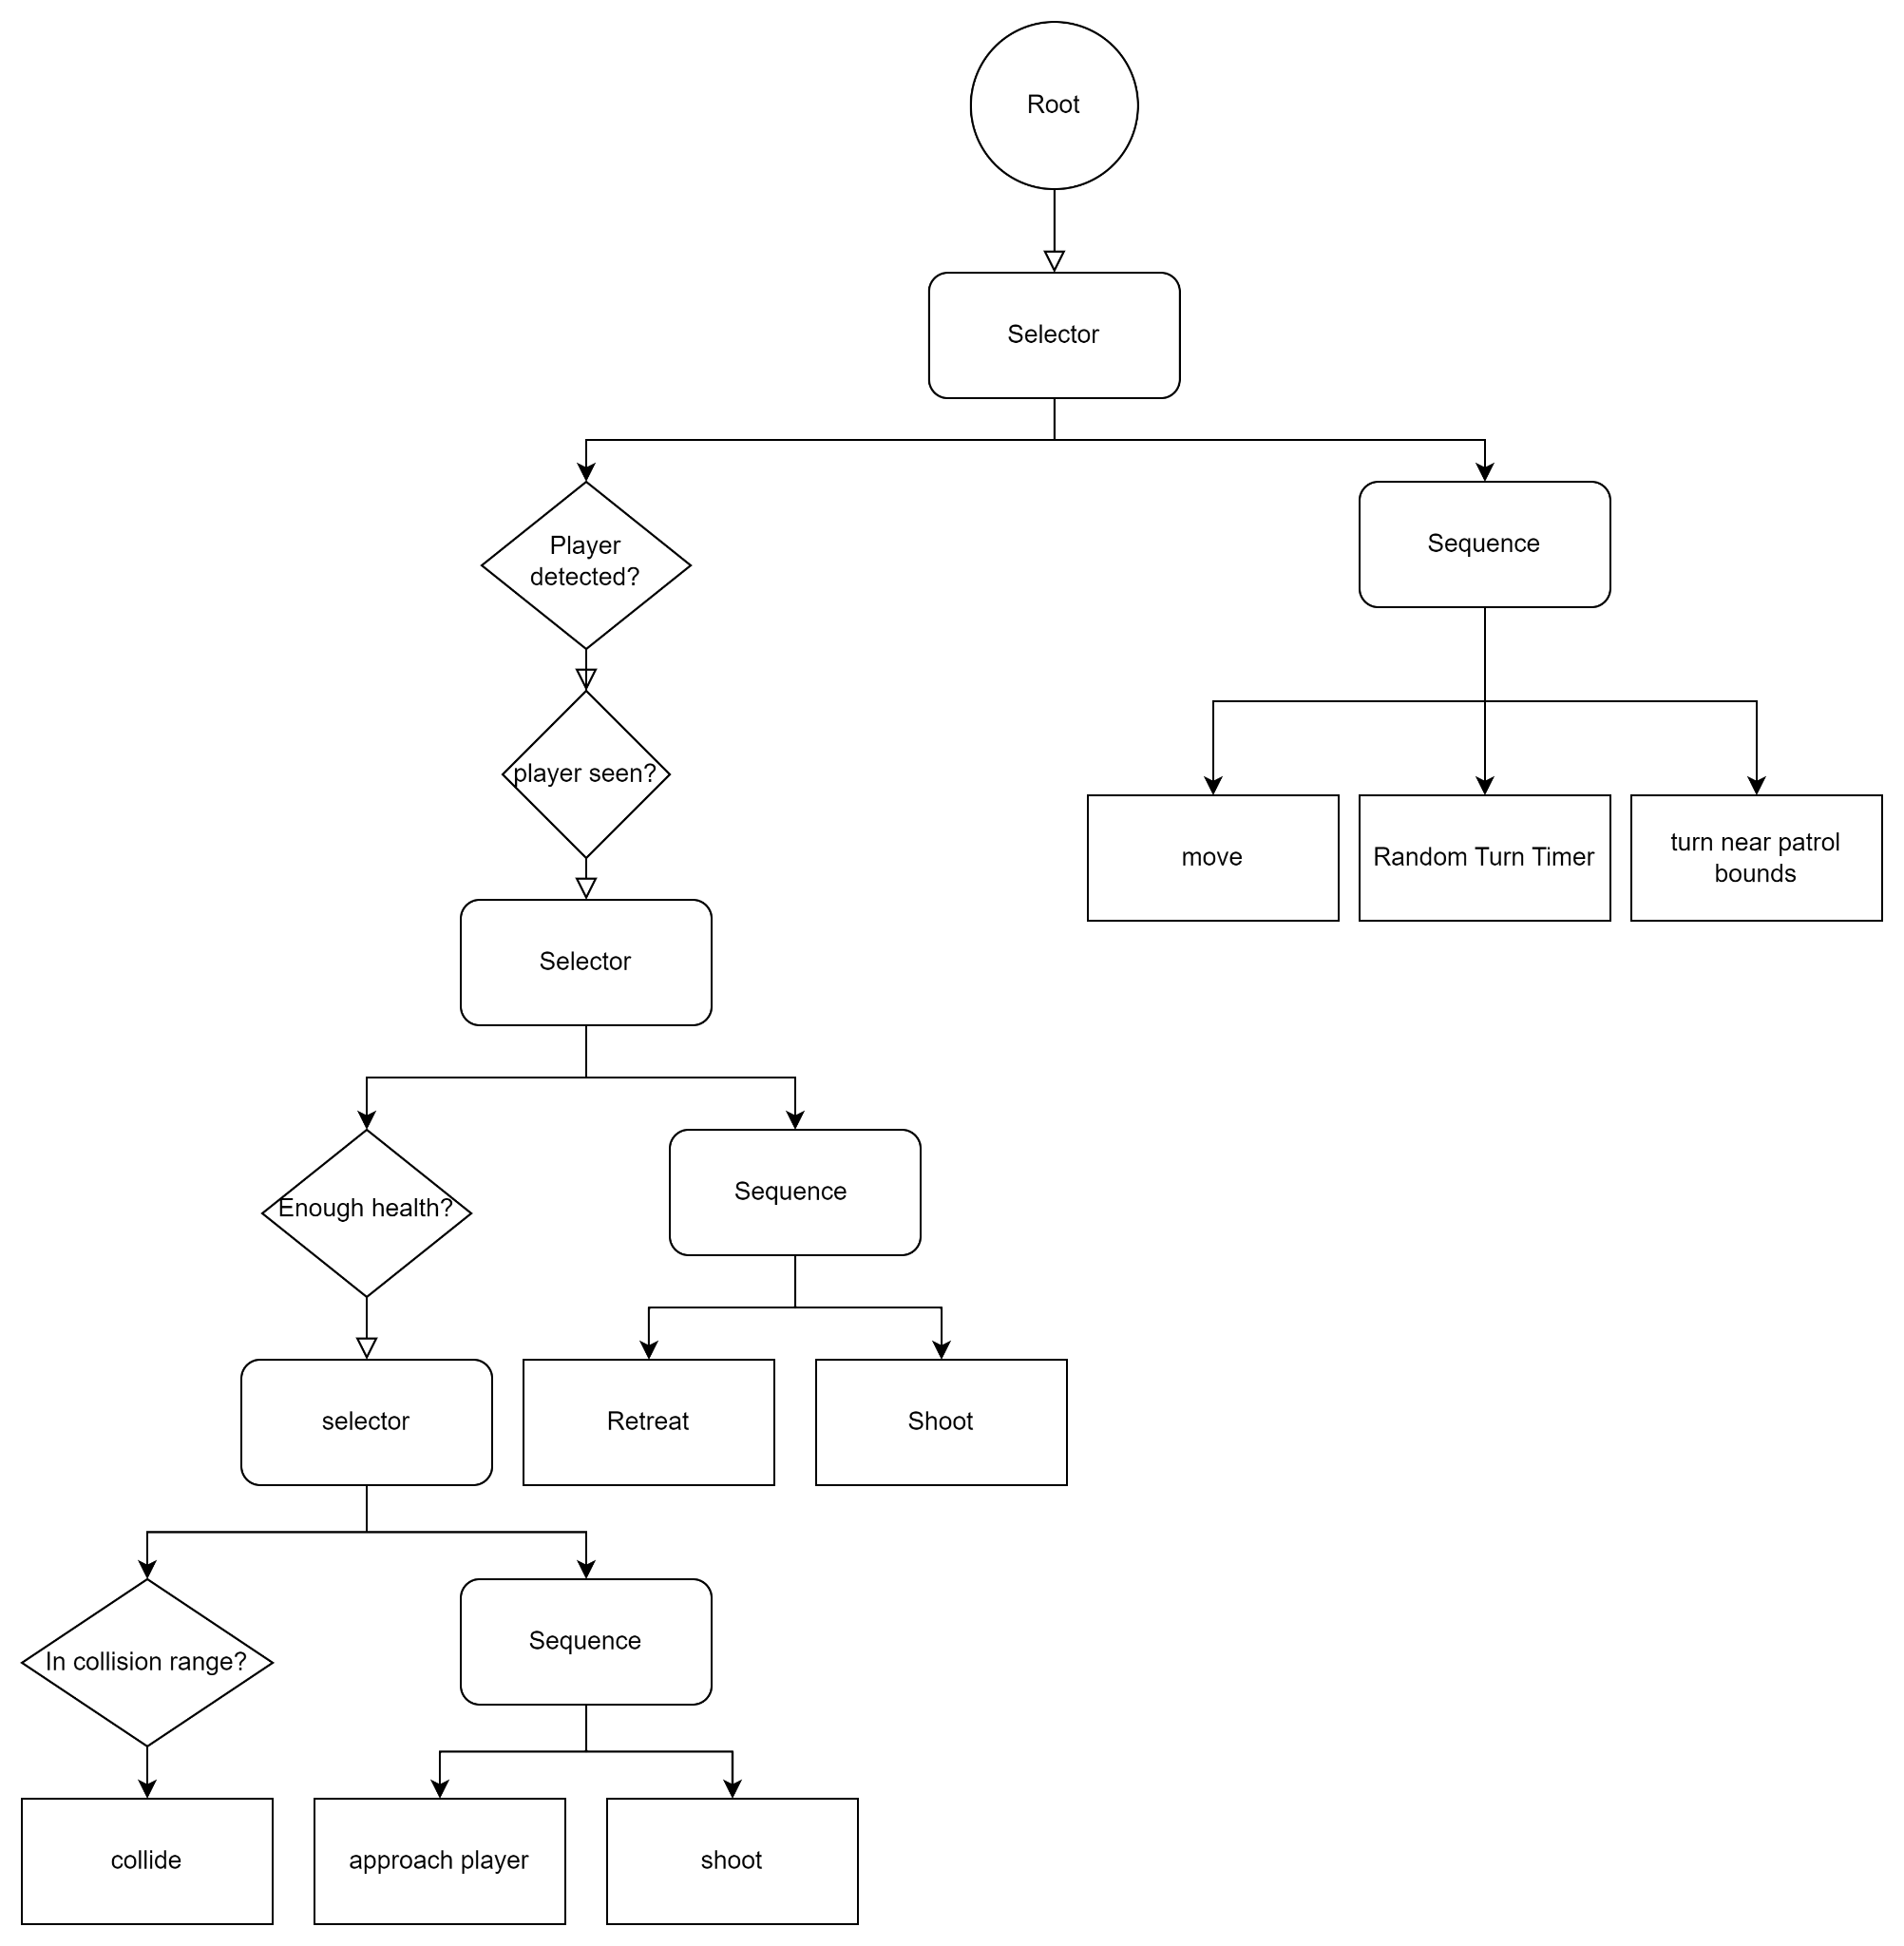 Root
Selector
Player
detected?
Sequence
player seen?
move
Random Turn Timer
turn near patrol
bounds
Selector
Enough health?
Sequence
selector
Retreat
Shoot
In collision range?
Sequence
collide
approach player
shoot